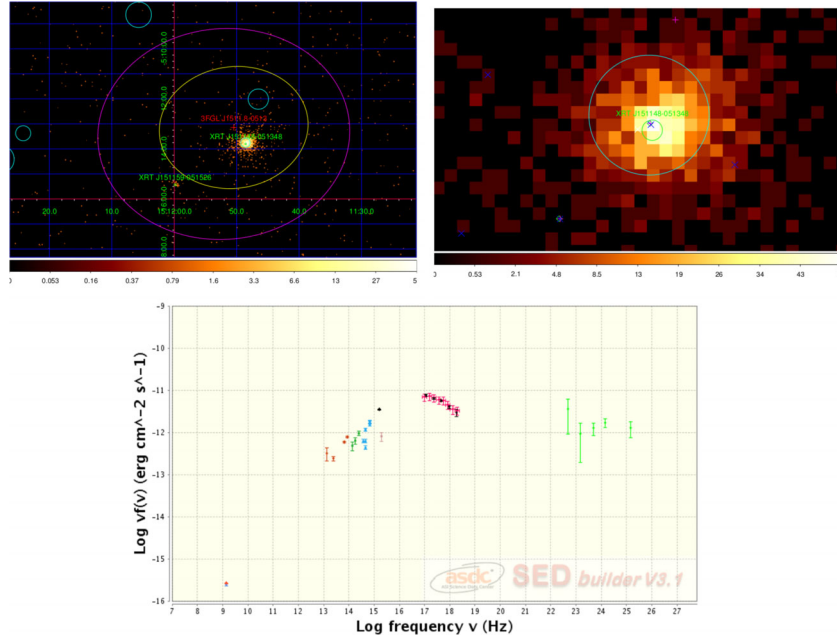 3FGL J1511.8-0513
XRT J151148-051348
XRT J151159-051526
20.0 10.0 15:12:00.0 50.0 40.0 11:30.0
0 0.053 0.16 0.37 0.79 1.6 3.3 6.6 13 27 5
XRT J151148-051348
0 0.53 2.1 4.8 8.5 13 19 26 34 43
Log νf(ν) (erg cm^-2 s^-1)
-9
-10
-11
-12
-13
-14
-15
-16
asdc
SED builder V3.1
7 8 9 10 11 12 13 14 15 16 17 18 19 20 21 22 23 24 25 26 27
Log frequency ν (Hz)